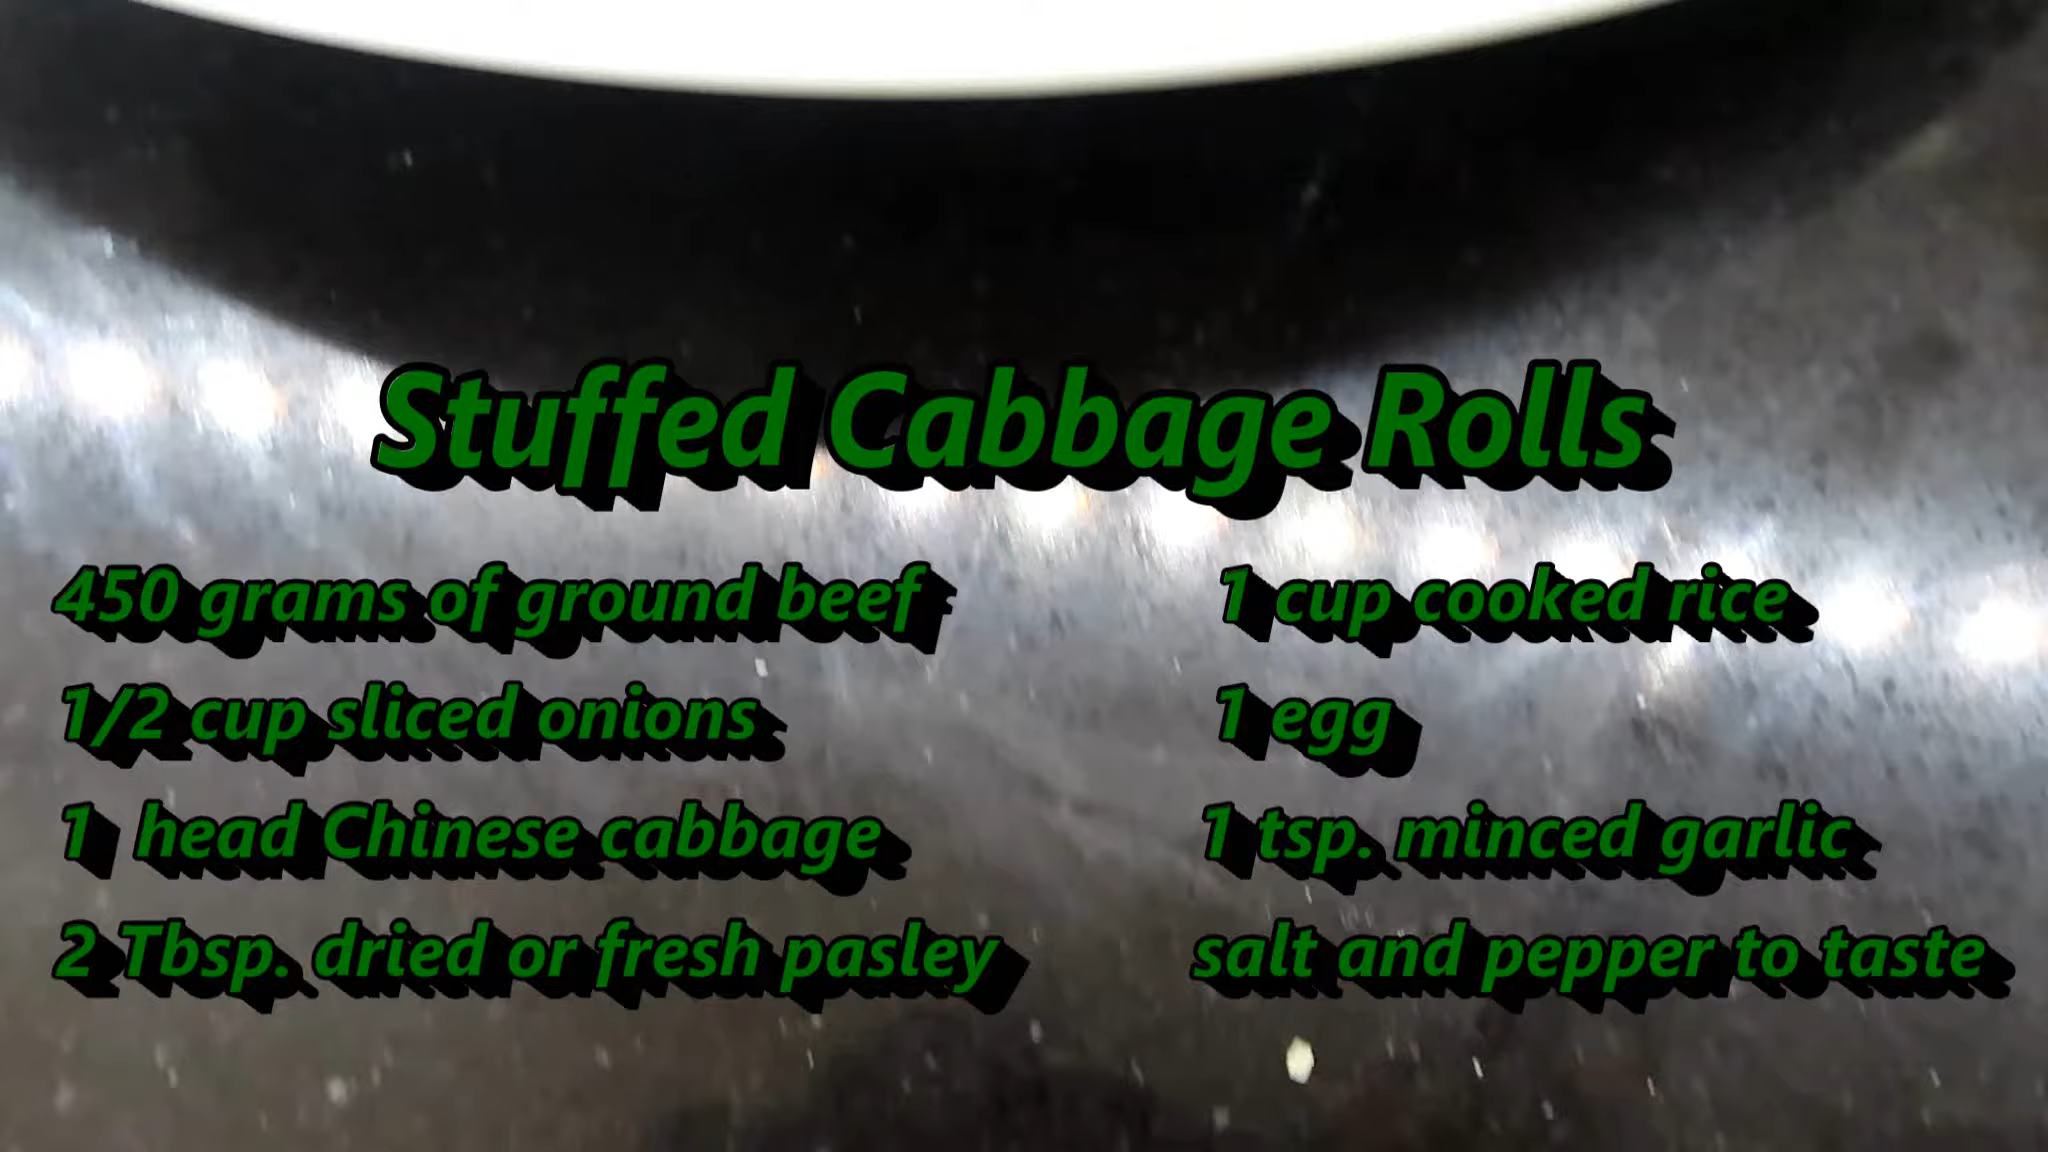 Stuffed Cabbage Rolls
450 grams of ground beef
1/2 cup sliced onions
1 head Chinese cabbage
2 Tbsp. dried or fresh pasley
1 cup cooked rice
1 egg
1 tsp. minced garlic
salt and pepper to taste